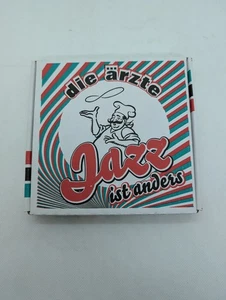 die ärzte
Jazz
ist anders